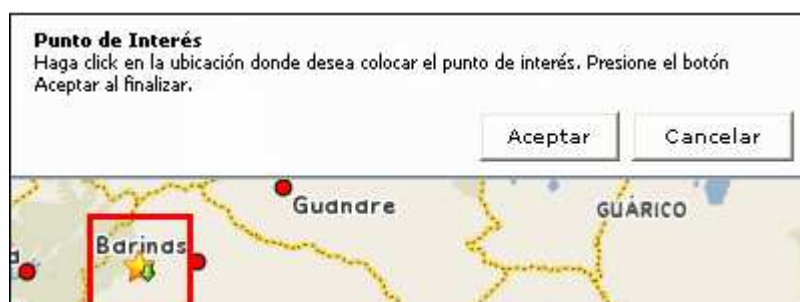 Punto de Interés
Haga click en la ubicación donde desea colocar el punto de interés. Presione el botón
Aceptar al finalizar.
Aceptar Cancelar
Guanare
GUÁRICO
Barinas
a